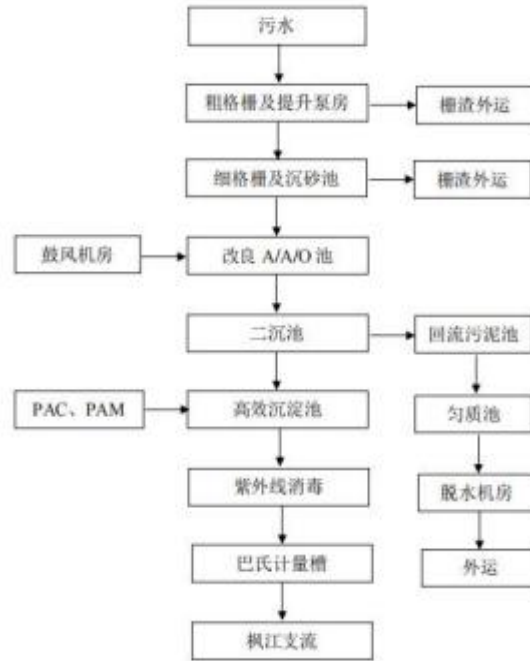 污水
粗格栅及提升泵房
栅渣外运
细格栅及沉砂池
栅渣外运
鼓风机房
改良 A/A/O 池
二沉池
回流污泥池
PAC、PAM
高效沉淀池
匀质池
紫外线消毒
脱水机房
巴氏计量槽
外运
枫江支流